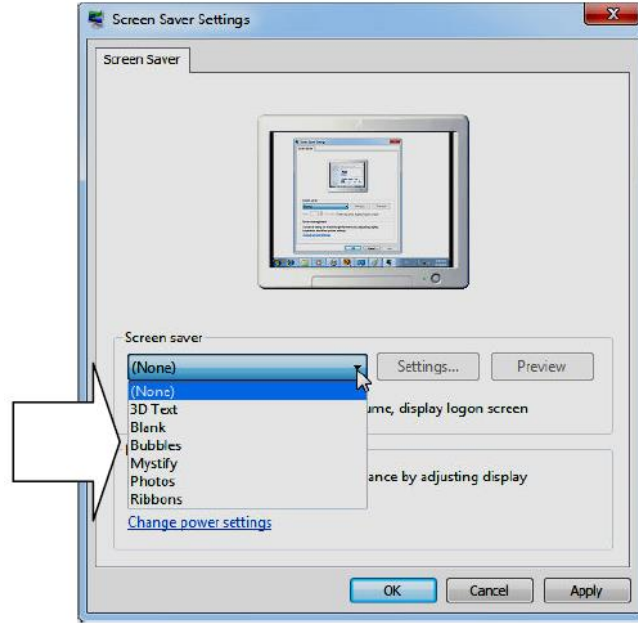 Screen Saver Settings
Screen Saver
Screen saver
(None)
Settings...
Preview
(None)
3D Text
Blank
Bubbles
Mystify
Photos
Ribbons
ume, display logon screen
ance by adjusting display
Change power settings
OK
Cancel
Apply